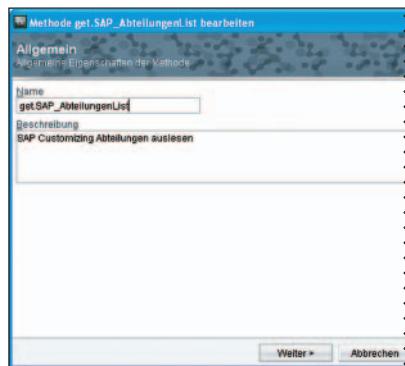 Methode get.SAP_AbteilungenList bearbeiten
Allgemein
Allgemeine Eigenschaften der Methode
Name
get.SAP_AbteilungenList
Beschreibung
SAP Customizing Abteilungen auslesen
Weiter ▸
Abbrechen